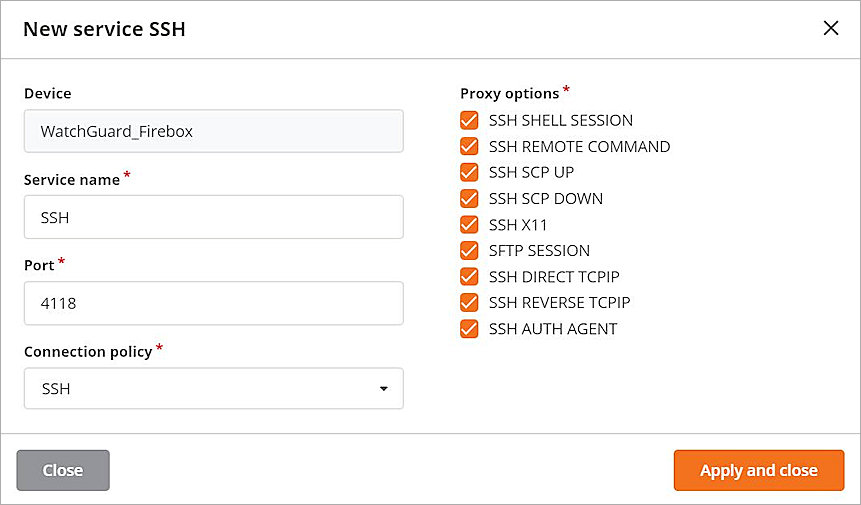 New service SSH
Device
WatchGuard_Firebox
Service name *
SSH
Port *
4118
Connection policy *
SSH
Proxy options *
SSH SHELL SESSION
SSH REMOTE COMMAND
SSH SCP UP
SSH SCP DOWN
SSH X11
SFTP SESSION
SSH DIRECT TCPIP
SSH REVERSE TCPIP
SSH AUTH AGENT
Close
Apply and close